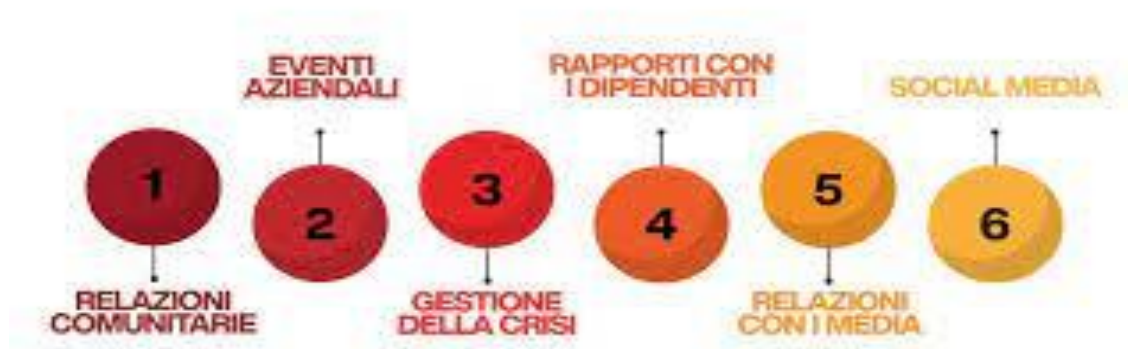 1
RELAZIONI
COMUNITARIE
EVENTI
AZIENDALI
2
3
GESTIONE
DELLA CRISI
RAPPORTI CON
I DIPENDENTI
4
5
RELAZIONI
CON I MEDIA
SOCIAL MEDIA
6